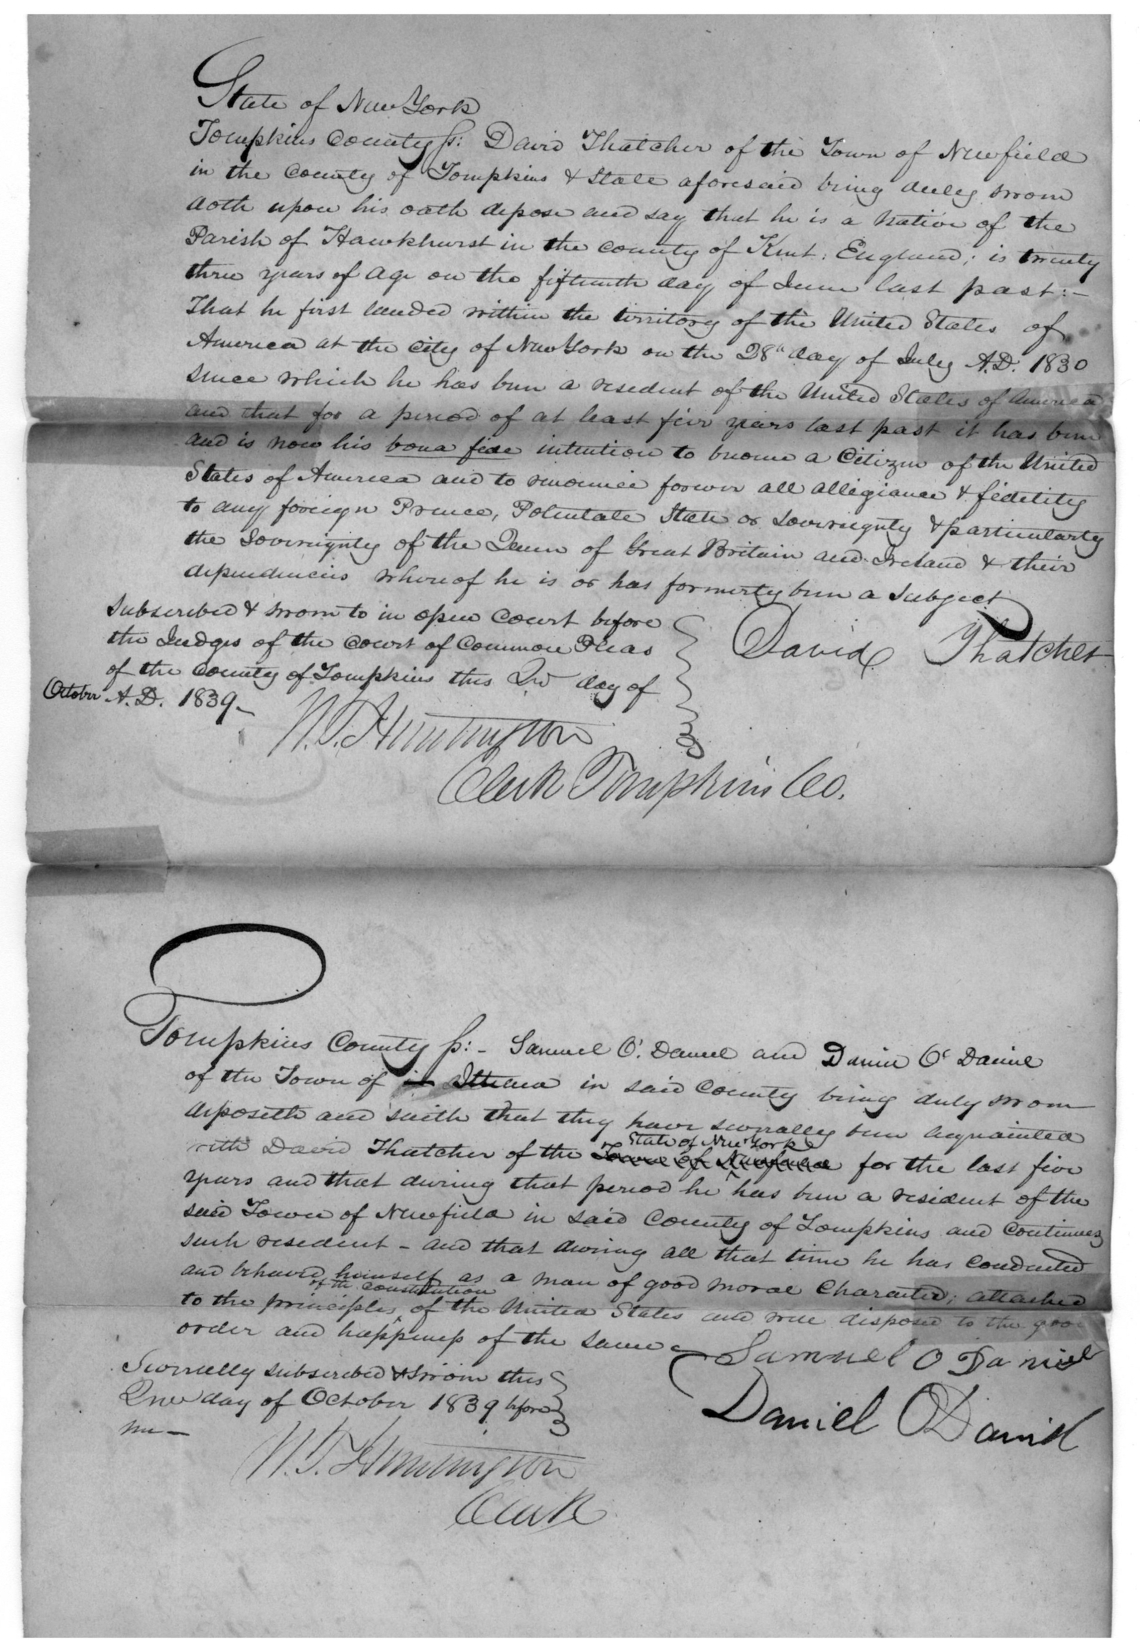 State of New York
Tompkins County ss: David Thatcher of the Town of Newfield
in the County of Tompkins & State aforesaid being duly sworn
doth upon his oath depose and say that he is a native of the
Parish of Hawkhurst in the county of Kent: England; is twenty
three years of age on the fifteenth day of June last past:-
That he first landed within the territory of the United States of
America at the city of New York on the 28th day of July A.D. 1830
since which he has been a resedent of the United States of America
and that for a period of at least five years last past it has been
and is now his bona fide intention to become a Citizen of the United
States of America and to renounce forever all allegiance & fidelity
to any foreign Prince, Potentate State or Sovereignty & particularly
the Sovereignty of the Queen of Great Britain and Ireland & their
dependencies whereof he is or has formerly been a subject
Subscribed & sworn to in open Court before
the Judges of the Court of Common Pleas
of the County of Tompkins this 2nd day of
October A.D. 1839-
David Thatcher
N. T. Huntington
Clerk Tompkins Co.
Tompkins County ss:- Samuel O'. Daniel and Daniel O' Daniel
of the Town of in Ithaca in said County being duly sworn
deposeth and saith that they have severally been acquainted
State of New York
with David Thatcher of the Town of Newfield for the last five
years and that during that period he has been a resident of the
said Town of Newfield in said County of Tompkins and continues
such resedent - and that during all that time he has conducted
and behaved himself as a man of good moral Character; attached
of the Constitution
to the principles of the United States and well disposed to the good
order and happiness of the same
Samuel O Daniel
Severally subscribed & sworn this
2nd day of October 1839 before
me -
Daniel O Daniel
N. T. Huntington
Clerk